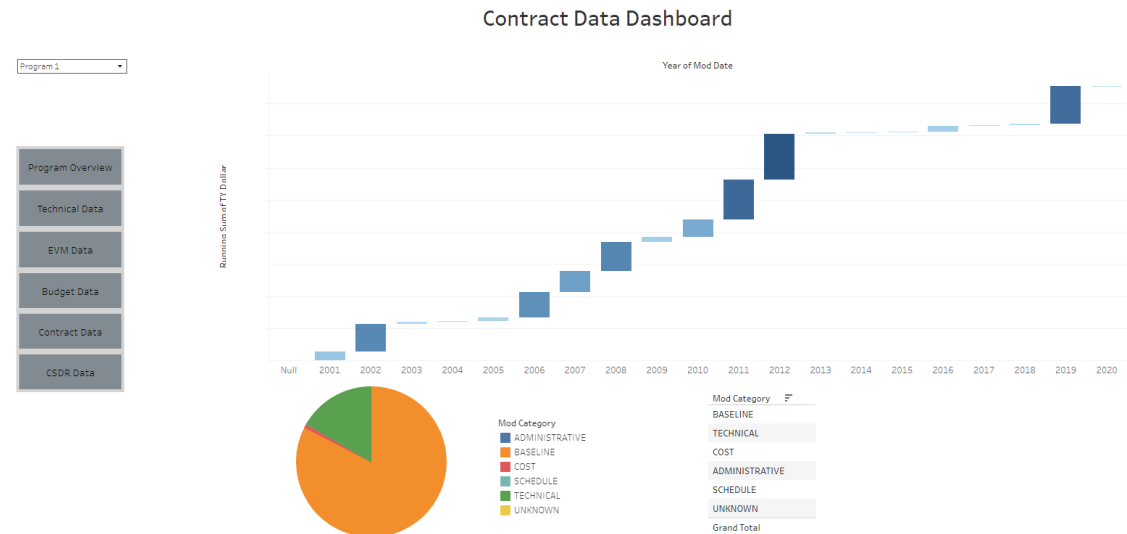 Contract Data Dashboard
Program 1
Year of Mod Date
Program Overview
Technical Data
EVM Data
Budget Data
Contract Data
CSDR Data
Running Sum of TY Dollar
Null 2001 2002 2003 2004 2005 2006 2007 2008 2009 2010 2011 2012 2013 2014 2015 2016 2017 2018 2019 2020
Mod Category
ADMINISTRATIVE
BASELINE
COST
SCHEDULE
TECHNICAL
UNKNOWN
Mod Category
BASELINE
TECHNICAL
COST
ADMINISTRATIVE
SCHEDULE
UNKNOWN
Grand Total